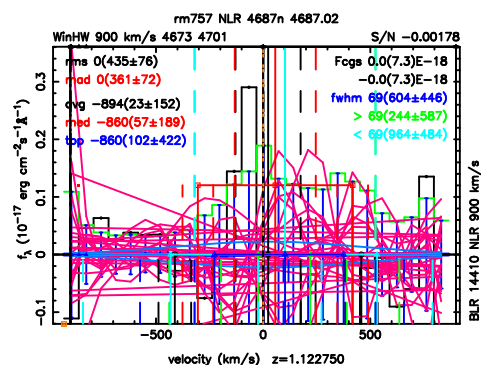 rm757 NLR 4687n 4687.02
WinHW 900 km/s 4673 4701 S/N -0.00178
rms 0(435±76) Fcgs 0.0(7.3)E-18
mad 0(361±72) -0.0(7.3)E-18
avg -894(23±152) fwhm 69(604±446)
med -860(57±189) > 69(244±587)
top -860(102±422) < 69(964±484)
0.3
0.2
0.1
0
-0.1
fλ (10⁻¹⁷ erg cm⁻²s⁻¹Å⁻¹)
BLR 14410 NLR 900 km/s
-500 0 500
velocity (km/s) z=1.122750